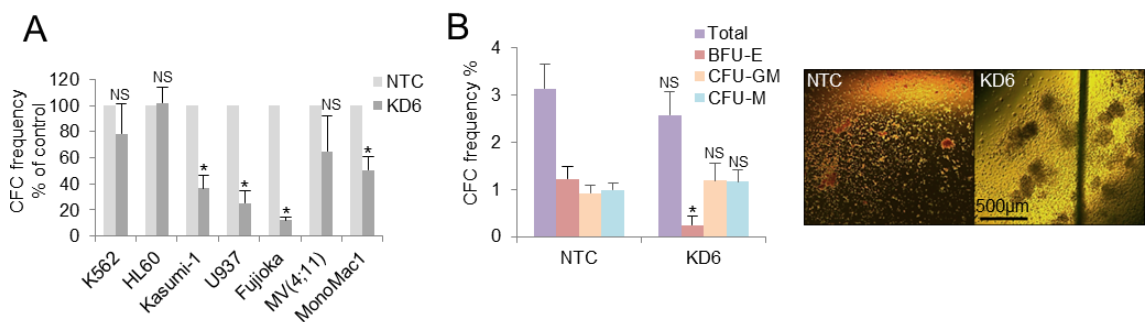 A
CFC frequency
% of control
120
100
80
60
40
20
0
NS
NS
*
*
*
NS
*
NTC
KD6
K562
HL60
Kasumi-1
U937
Fujioka
MV(4;11)
MonoMac1
B
CFC frequency %
4
3
2
1
0
Total
BFU-E
CFU-GM
CFU-M
NS
*
NS
NS
NTC
KD6
NTC
KD6
500μm